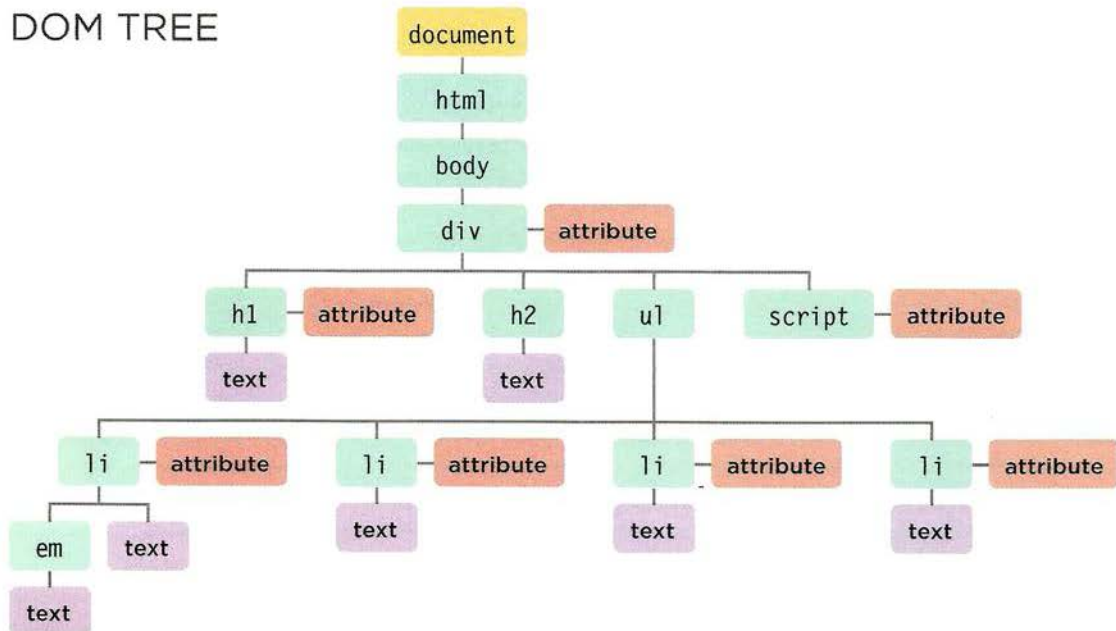 DOM TREE
document
html
body
div attribute
h1 attribute h2 ul script attribute
text text
li attribute li attribute li attribute li attribute
text text text
em text
text